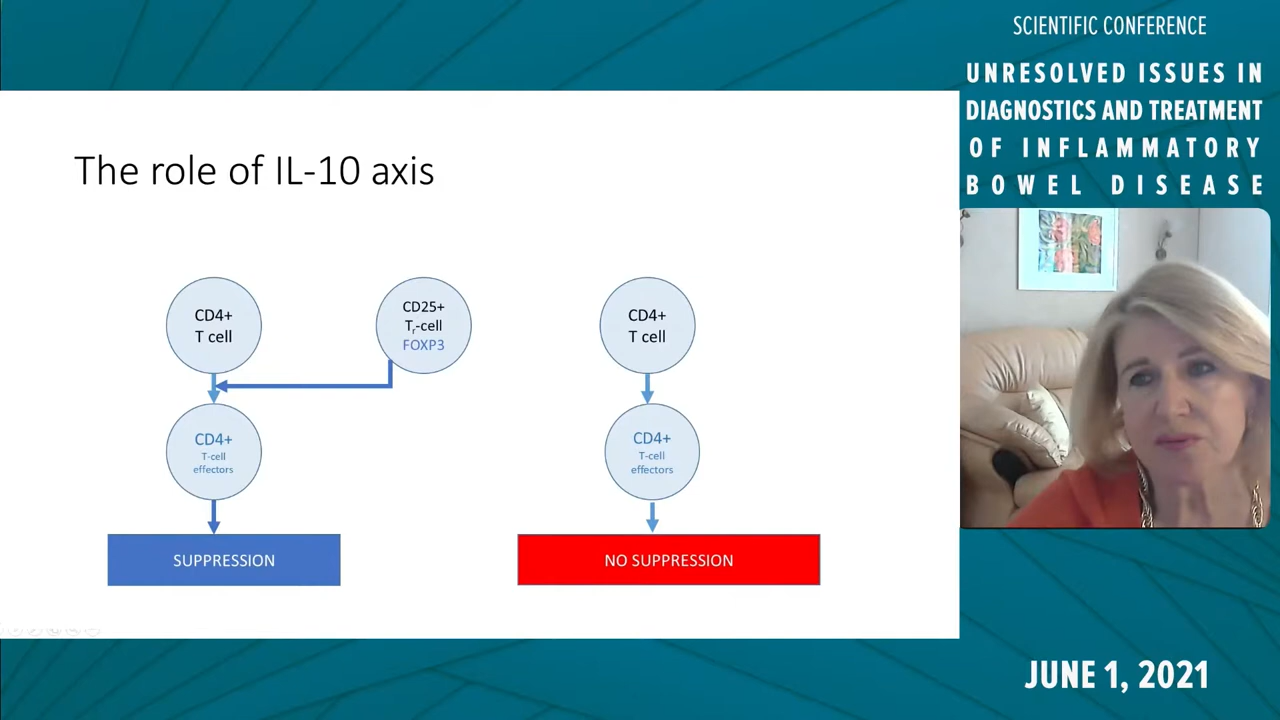 SCIENTIFIC CONFERENCE
UNRESOLVED ISSUES IN
DIAGNOSTICS AND TREATMENT
OF INFLAMMATORY
BOWEL DISEASE
The role of IL-10 axis
CD4+
T cell
CD25+
Tr-cell
FOXP3
CD4+
T cell
CD4+
T-cell
effectors
CD4+
T-cell
effectors
SUPPRESSION
NO SUPPRESSION
JUNE 1, 2021